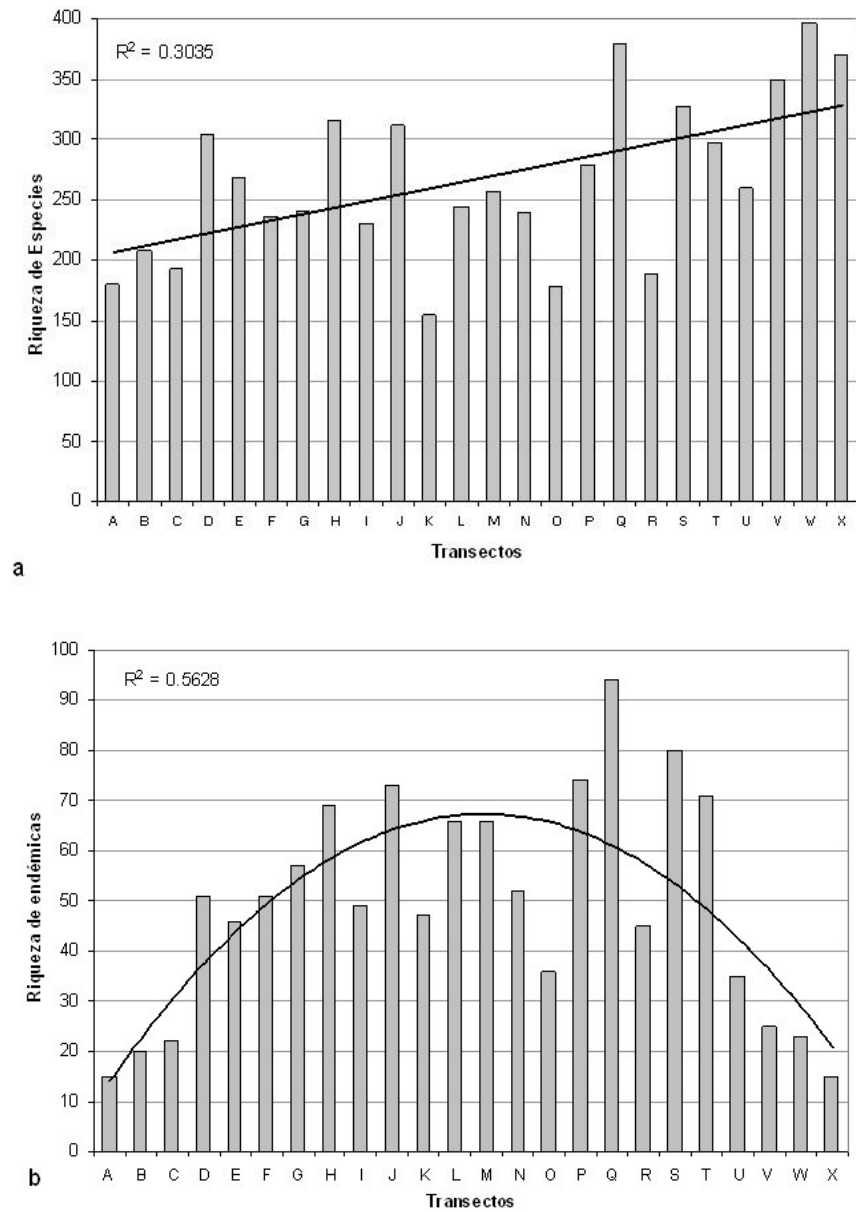 R² = 0.3035
Riqueza de Especies
400
350
300
250
200
150
100
50
0
A B C D E F G H I J K L M N O P Q R S T U V W X
Transectos
a
R² = 0.5628
Riqueza de endémicas
100
90
80
70
60
50
40
30
20
10
0
A B C D E F G H I J K L M N O P Q R S T U V W X
Transectos
b